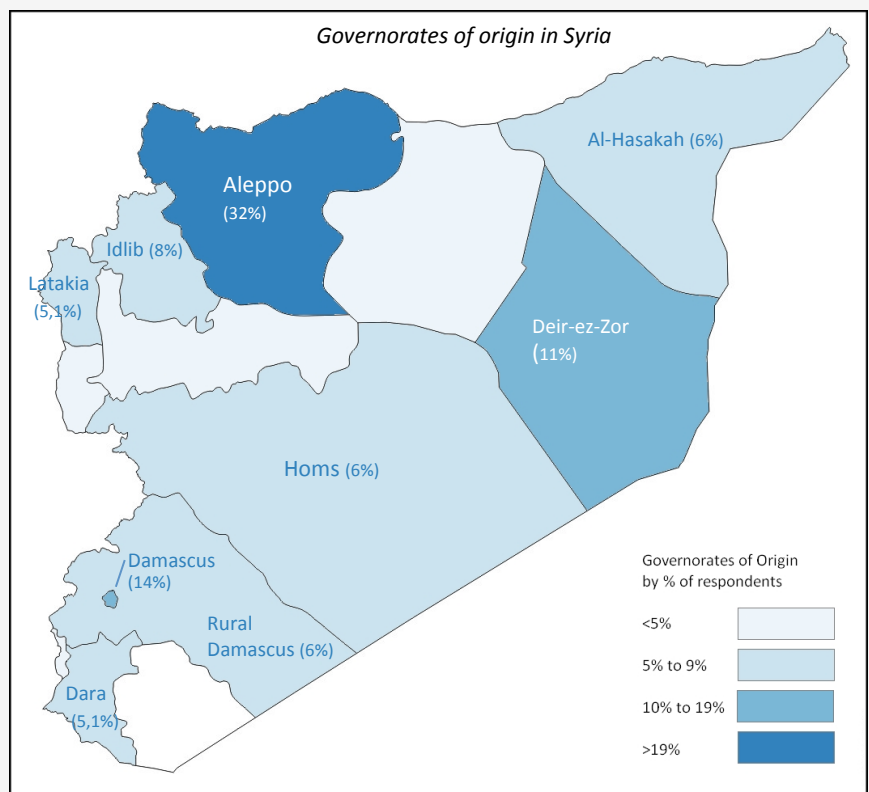 Governorates of origin in Syria
Al-Hasakah (6%)
Aleppo
(32%)
Idlib (8%)
Latakia
(5,1%)
Deir-ez-Zor
(11%)
Homs (6%)
Damascus
(14%)
Rural
Damascus (6%)
Dara
(5,1%)
Governorates of Origin
by % of respondents
<5%
5% to 9%
10% to 19%
>19%